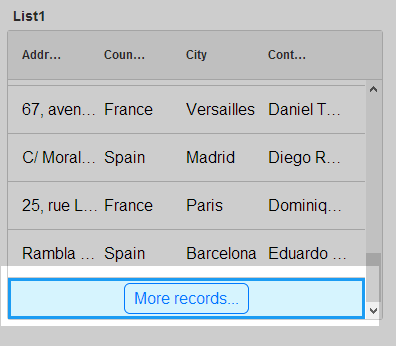 List1
Addr… Coun… City Cont…
67, aven… France Versailles Daniel T…
C/ Moral… Spain Madrid Diego R…
25, rue L… France Paris Dominiq…
Rambla … Spain Barcelona Eduardo …
More records...